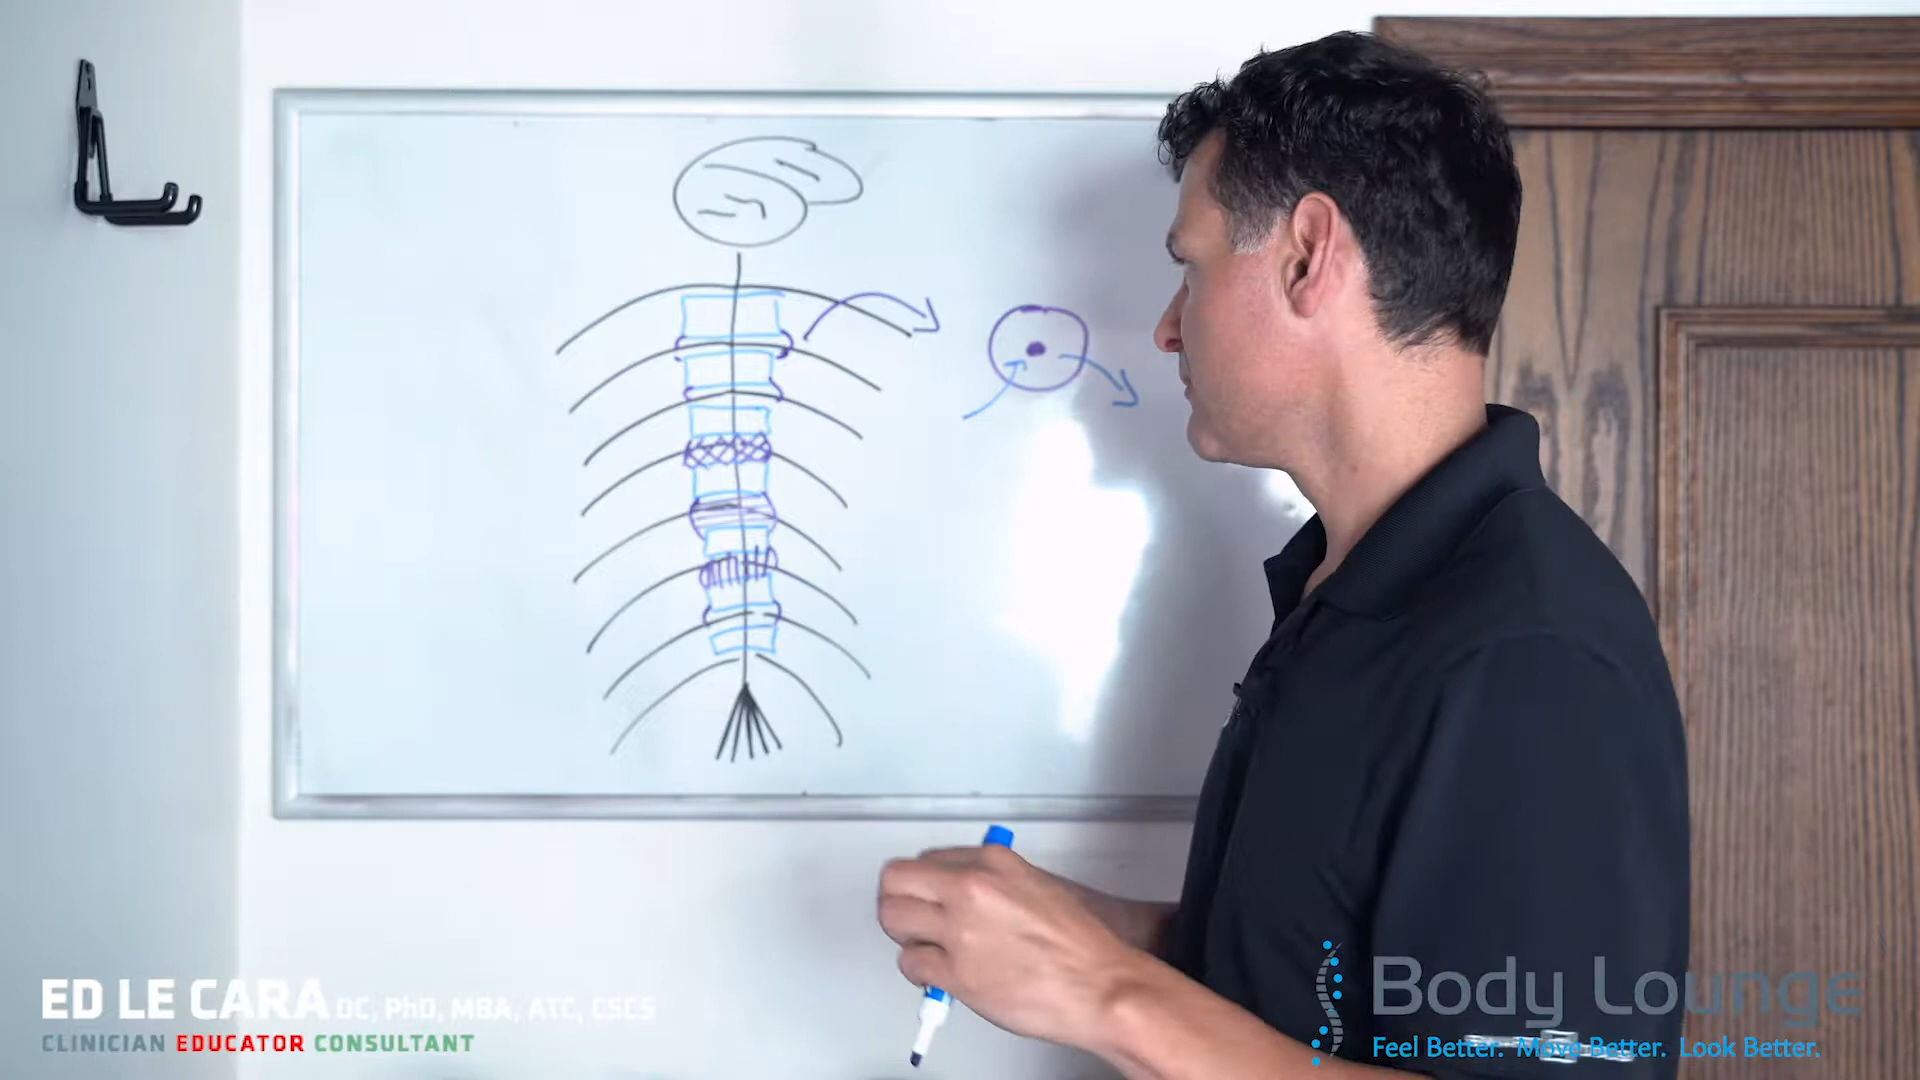 ED LE CARA DC, PhD, MBA, ATC, CSCS
CLINICIAN EDUCATOR CONSULTANT
Body Lounge
Feel Better. Move Better. Look Better.